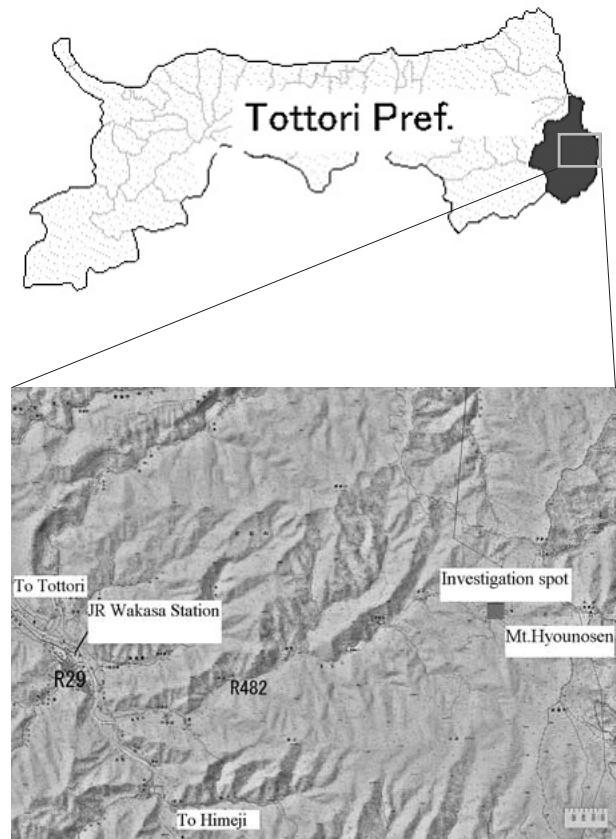 Tottori Pref.
Investigation spot
To Tottori
JR Wakasa Station
Mt.Hyounosen
R29
R482
To Himeji